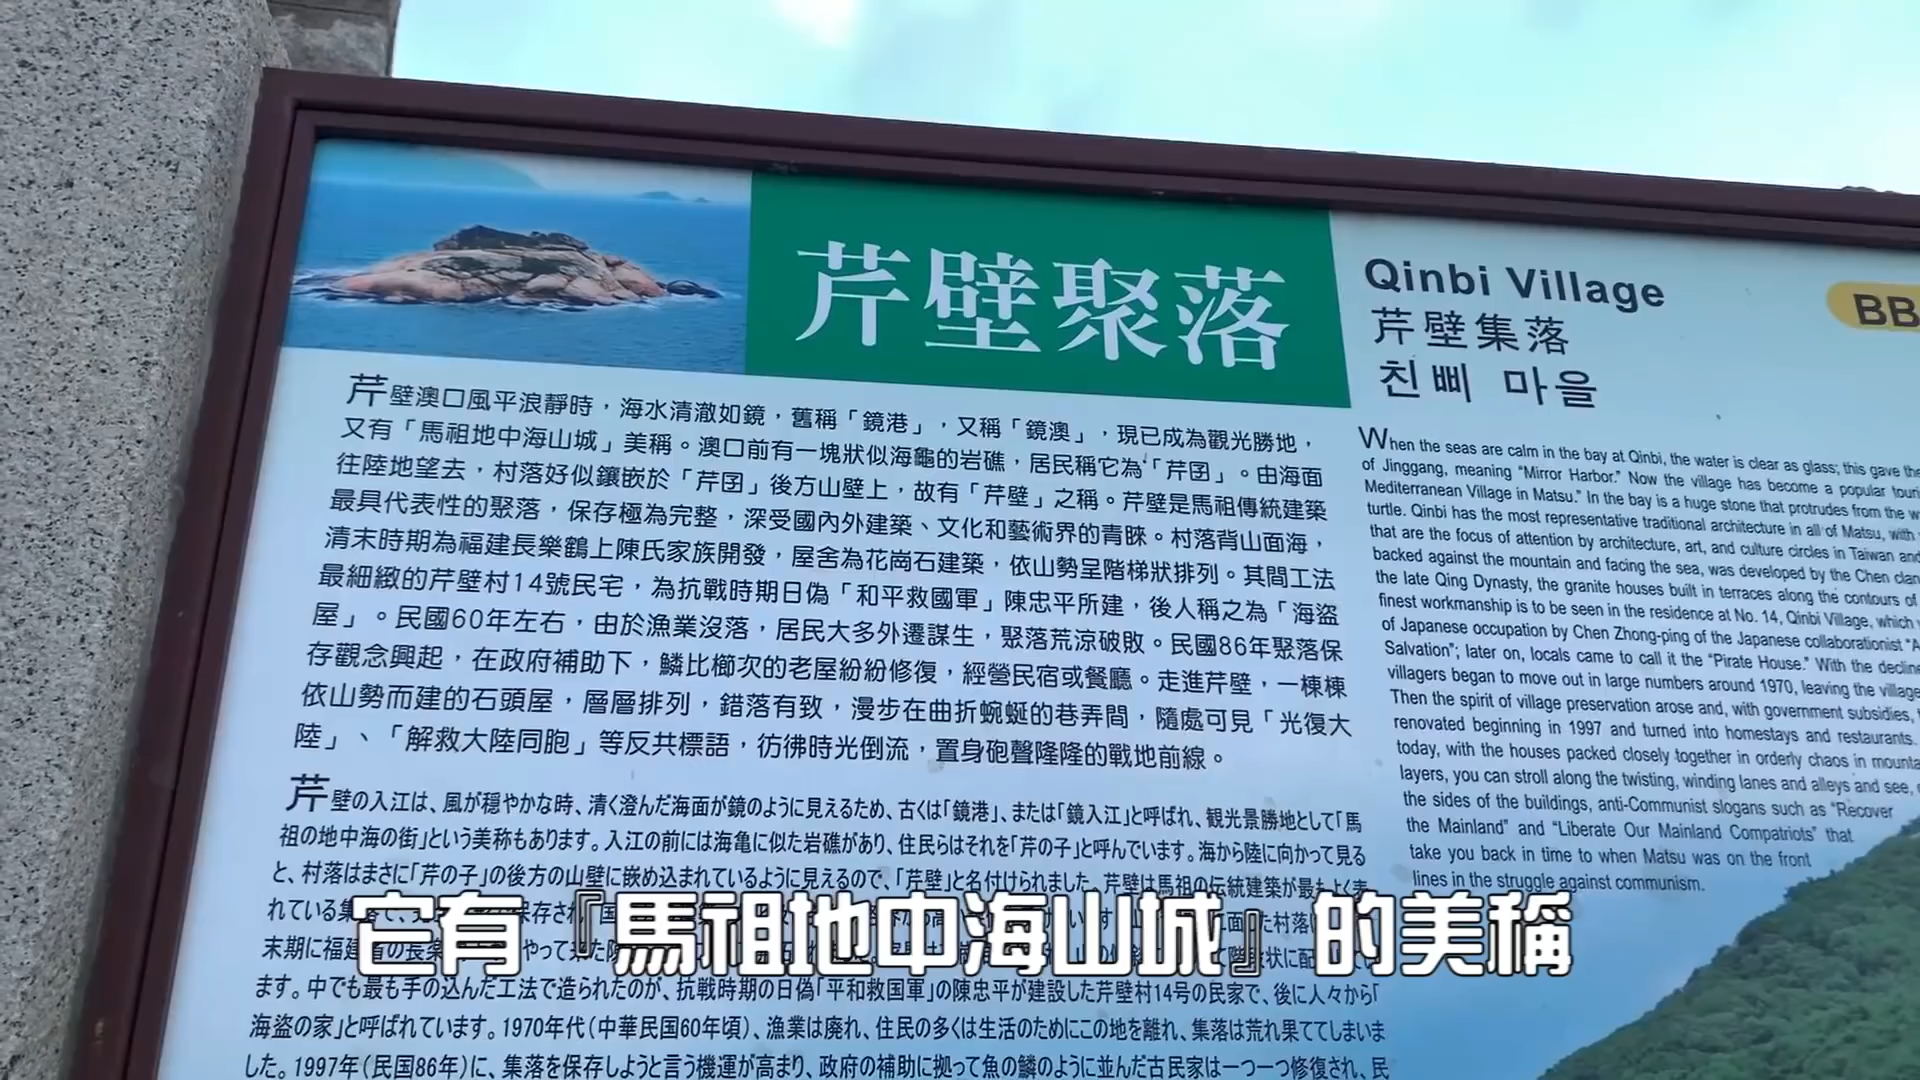 芹壁聚落
Qinbi Village
芹壁集落
친삐 마을
BB
芹壁澳口風平浪靜時，海水清澈如鏡，舊稱「鏡港」，又稱「鏡澳」，現已成為觀光勝地，
又有「馬祖地中海山城」美稱。澳口前有一塊狀似海龜的岩礁，居民稱它為「芹囝」。由海面
往陸地望去，村落好似鑲嵌於「芹囝」後方山壁上，故有「芹壁」之稱。芹壁是馬祖傳統建築
最具代表性的聚落，保存極為完整，深受國內外建築、文化和藝術界的青睞。村落背山面海，
清末時期為福建長樂鶴上陳氏家族開發，屋舍為花崗石建築，依山勢呈階梯狀排列。其間工法
最細緻的芹壁村14號民宅，為抗戰時期日偽「和平救國軍」陳忠平所建，後人稱之為「海盜
屋」。民國60年左右，由於漁業沒落，居民大多外遷謀生，聚落荒涼破敗。民國86年聚落保
存觀念興起，在政府補助下，鱗比櫛次的老屋紛紛修復，經營民宿或餐廳。走進芹壁，一棟棟
依山勢而建的石頭屋，層層排列，錯落有致，漫步在曲折蜿蜒的巷弄間，隨處可見「光復大
陸」、「解救大陸同胞」等反共標語，彷彿時光倒流，置身砲聲隆隆的戰地前線。
When the seas are calm in the bay at Qinbi, the water is clear as glass; this gave the
of Jinggang, meaning “Mirror Harbor.” Now the village has become a popular
Mediterranean Village in Matsu.” In the bay is a huge stone that protrudes from the
turtle. Qinbi has the most representative traditional architecture in all of Matsu, with
that are the focus of attention by architecture, art, and culture circles in Taiwan and
backed against the mountain and facing the sea, was developed by the Chen clan
the late Qing Dynasty, the granite houses built in terraces along the contours of
finest workmanship is to be seen in the residence at No. 14, Qinbi Village, which
of Japanese occupation by Chen Zhong-ping of the Japanese collaborationist
Salvation”; later on, locals came to call it the “Pirate House.” With the decline
villagers began to move out in large numbers around 1970, leaving the village
Then the spirit of village preservation arose and, with government subsidies,
renovated beginning in 1997 and turned into homestays and restaurants.
today, with the houses packed closely together in orderly chaos in
layers, you can stroll along the twisting, winding lanes and alleys and see,
the sides of the buildings, anti-Communist slogans such as “Recover
the Mainland” and “Liberate Our Mainland Compatriots” that
take you back in time to when Matsu was on the front
lines in the struggle against communism.
芹壁の入江は、風が穏やかな時、清く澄んだ海面が鏡のように見えるため、古くは「鏡港」、または「鏡入江」と呼ばれ、観光景勝地として「馬
祖の地中海の街」という美称もあります。入江の前には海亀に似た岩礁があり、住民らはそれを「芹の子」と呼んでいます。海から陸に向かって見る
と、村落はまさに「芹の子」の後方の山壁に嵌め込まれているように見えるので、「芹壁」と名付けられました。芹壁は馬祖の伝統建築が最もよく表
れている集
末期に福建省の長楽
ます。中でも最も手の込んだ工法で造られたのが、抗戦時期の日偽「平和救国軍」の陳忠平が建設した芹壁村14号の民家で、後に人々から「
海盗の家」と呼ばれています。1970年代（中華民国60年頃）、漁業は廃れ、住民の多くは生活のためにこの地を離れ、集落は荒れ果ててしまいま
した。1997年（民国86年）に、集落を保存しようと言う機運が高まり、政府の補助に拠って魚の鱗のように並んだ古民家は一つ一つ修復され、民
它有『馬祖地中海山城』的美稱